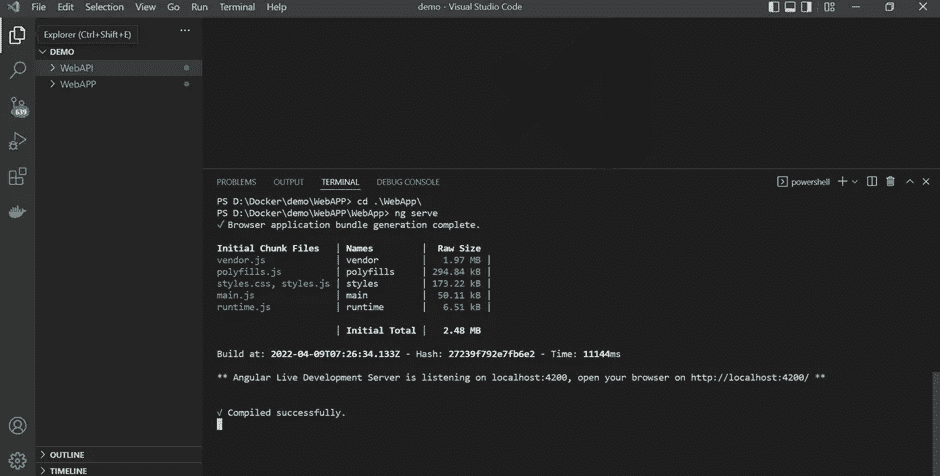 File Edit Selection View Go Run Terminal Help demo - Visual Studio Code
Explorer (Ctrl+Shift+E)
DEMO
WebAPI
WebAPP
639
PROBLEMS OUTPUT TERMINAL DEBUG CONSOLE powershell
PS D:\Docker\demo\WebAPP> cd .\WebApp\
PS D:\Docker\demo\WebAPP\WebApp> ng serve
√ Browser application bundle generation complete.
Initial Chunk Files | Names | Raw Size
vendor.js | vendor | 1.97 MB |
polyfills.js | polyfills | 294.84 kB |
styles.css, styles.js | styles | 173.22 kB |
main.js | main | 50.11 kB |
runtime.js | runtime | 6.51 kB |
| Initial Total | 2.48 MB
Build at: 2022-04-09T07:26:34.133Z - Hash: 27239f792e7fb6e2 - Time: 11144ms
** Angular Live Development Server is listening on localhost:4200, open your browser on http://localhost:4200/ **
√ Compiled successfully.
OUTLINE
TIMELINE